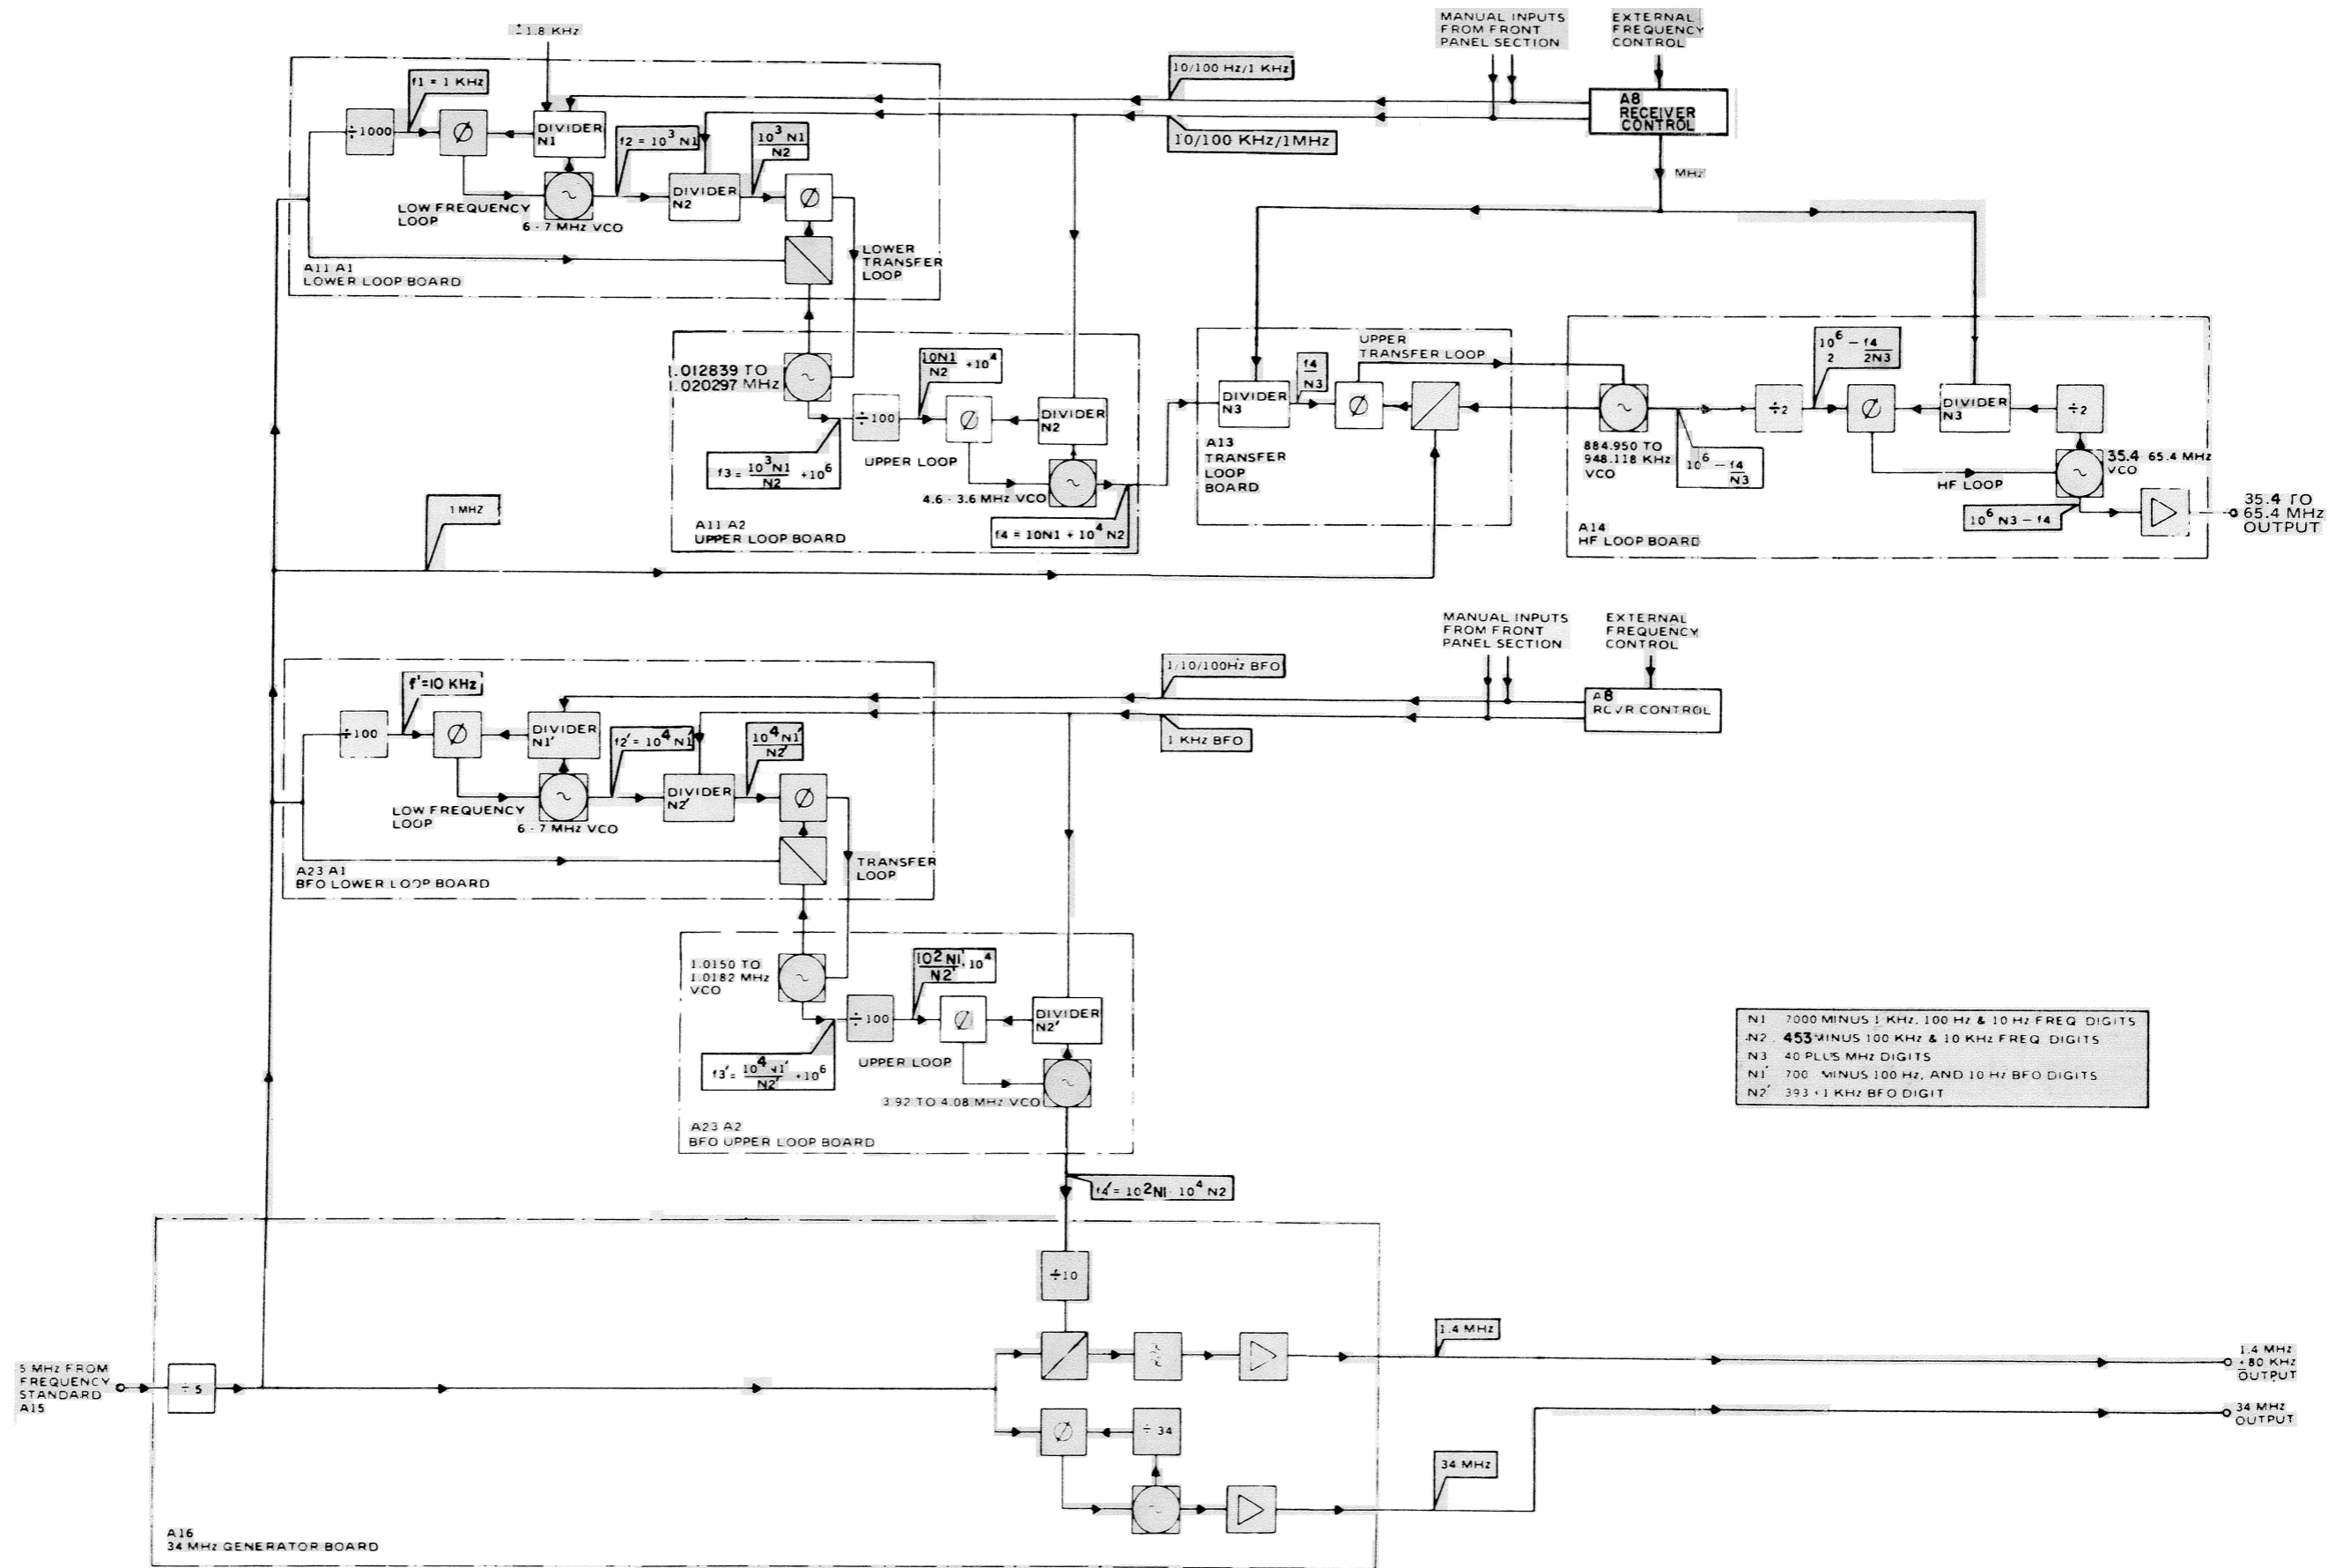 ±1.8 KHz
MANUAL INPUTS
FROM FRONT
PANEL SECTION
EXTERNAL
FREQUENCY
CONTROL
f1 = 1 KHz
10/100 Hz/1 KHz
A8
RECEIVER
CONTROL
÷1000
Ø
DIVIDER
N1
f2 = 10³ N1
10³ N1
N2
10/100 KHz/1MHz
MHz
LOW FREQUENCY
LOOP
~
6 - 7 MHz VCO
DIVIDER
N2
Ø
LOWER
TRANSFER
LOOP
A11 A1
LOWER LOOP BOARD
1.012839 TO
1.020297 MHz
~
10N1
N2
+10⁴
÷100
Ø
DIVIDER
N2
f3 = 10³ N1
N2
+10⁶
UPPER LOOP
4.6 - 3.6 MHz VCO
~
f4 = 10N1 + 10⁴ N2
A11 A2
UPPER LOOP BOARD
UPPER
TRANSFER LOOP
f4
N3
DIVIDER
N3
Ø
A13
TRANSFER
LOOP
BOARD
~
884.950 TO
948.118 KHz
VCO
10⁶ - f4
N3
÷2
10⁶ - f4
2 2N3
Ø
DIVIDER
N3
÷2
35.4 65.4 MHz
VCO
~
HF LOOP
10⁶ N3 - f4
35.4 TO
65.4 MHz
OUTPUT
A14
HF LOOP BOARD
1 MHZ
MANUAL INPUTS
FROM FRONT
PANEL SECTION
EXTERNAL
FREQUENCY
CONTROL
f'=10 KHz
1/10/100Hz BFO
A8
RCVR CONTROL
÷100
Ø
DIVIDER
N1'
f2' = 10⁴ N1'
10⁴ N1'
N2'
1 KHz BFO
LOW FREQUENCY
LOOP
~
6 - 7 MHz VCO
DIVIDER
N2'
Ø
TRANSFER
LOOP
A23 A1
BFO LOWER LOOP BOARD
1.0150 TO
1.0182 MHz
VCO
~
10² N1'
N2'
10⁴
÷100
Ø
DIVIDER
N2'
f3' = 10⁴ N1'
N2'
+10⁶
UPPER LOOP
3.92 TO 4.08 MHz VCO
~
A23 A2
BFO UPPER LOOP BOARD
f4' = 10² N1 10⁴ N2
N1 7000 MINUS 1 KHz, 100 Hz & 10 Hz FREQ DIGITS
N2 453 MINUS 100 KHz & 10 KHz FREQ DIGITS
N3 40 PLUS MHz DIGITS
N1' 700 MINUS 100 Hz, AND 10 Hz BFO DIGITS
N2' 393 + 1 KHz BFO DIGIT
÷10
1.4 MHz
5 MHz FROM
FREQUENCY
STANDARD
A15
÷ 5
1.4 MHz
±80 KHz
OUTPUT
Ø
÷ 34
34 MHz
OUTPUT
34 MHz
~
A16
34 MHz GENERATOR BOARD